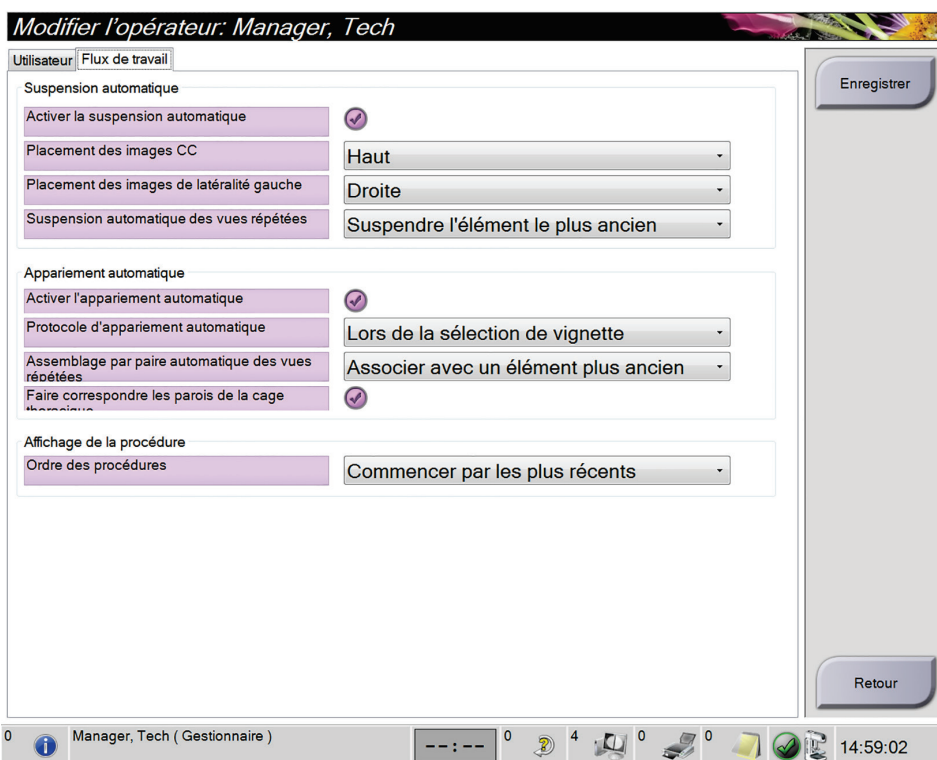 Modifier l'opérateur: Manager, Tech
Utilisateur Flux de travail
Enregistrer
Suspension automatique
Activer la suspension automatique
Placement des images CC Haut
Placement des images de latéralité gauche Droite
Suspension automatique des vues répétées Suspendre l'élément le plus ancien
Appariement automatique
Activer l'appariement automatique
Protocole d'appariement automatique Lors de la sélection de vignette
Assemblage par paire automatique des vues
répétées
Associer avec un élément plus ancien
Faire correspondre les parois de la cage
thoracique
Affichage de la procédure
Ordre des procédures Commencer par les plus récents
Retour
0 Manager, Tech ( Gestionnaire ) --:-- 0 4 0 0 14:59:02